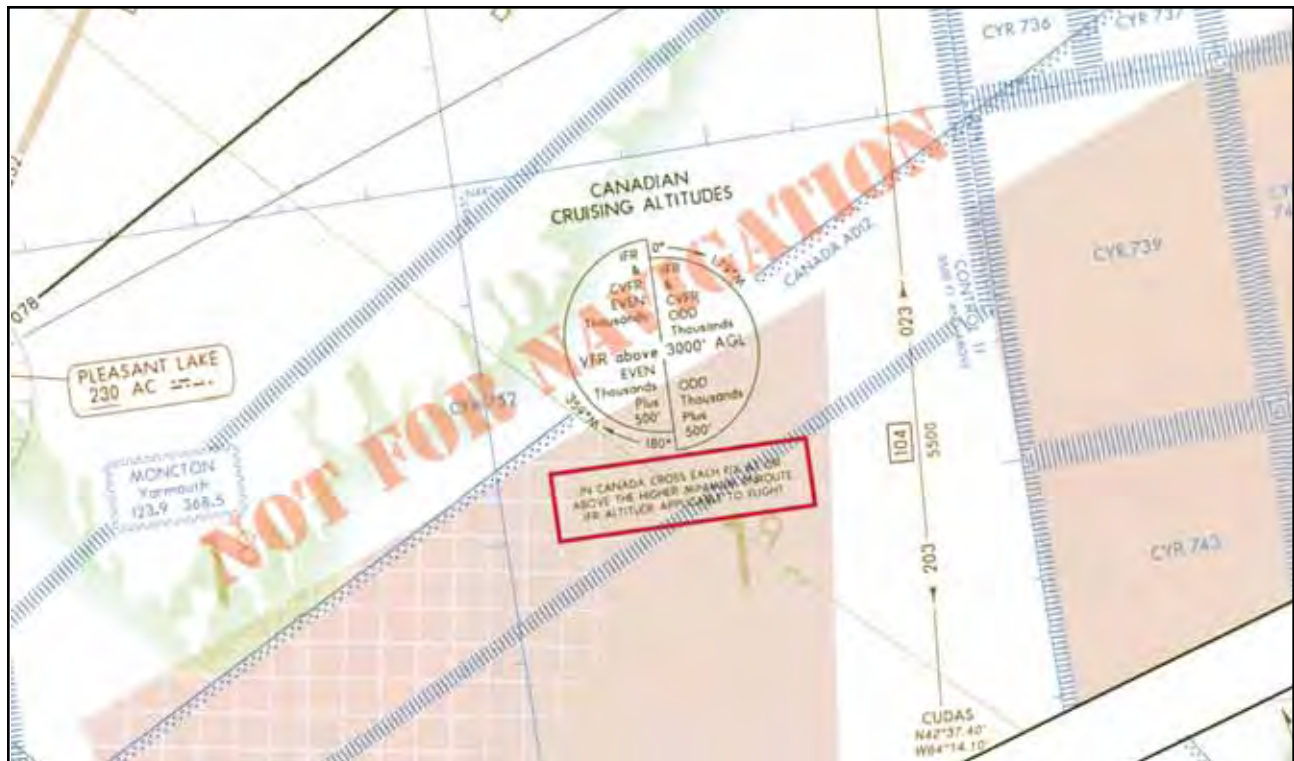 CYR 736
CYR 737
CANADIAN
CRUISING ALTITUDES
IFR
&
CVFR
EVEN
Thousands
0°
179°M
IFR
&
CVFR
ODD
Thousands
VFR above 3000' AGL
EVEN
Thousands
Plus
500'
ODD
Thousands
Plus
500'
359°M
180°
CANADA ADIZ
CYR 739
023
078
PLEASANT LAKE
230 AC
MONCTON
Yarmouth
123.9 368.5
NOT FOR NAVIGATION
IN CANADA CROSS EACH FIX AT OR
ABOVE THE HIGHER MINIMUM ENROUTE
IFR ALTITUDE APPLICABLE TO FLIGHT
104
5500
203
19
CYR 743
CUDAS
N42°37.40'
W64°14.10'